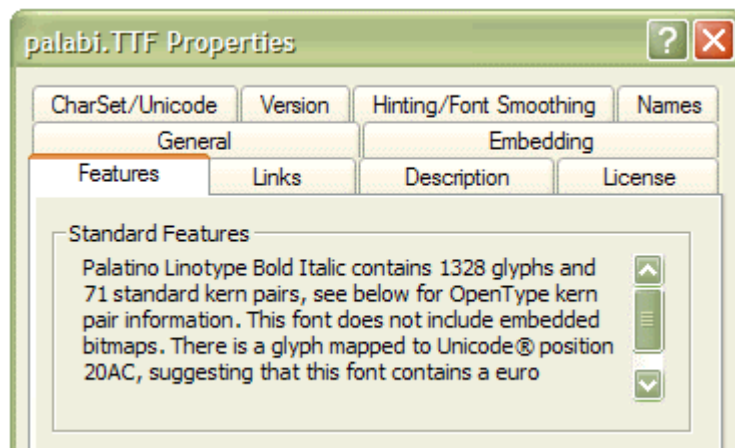 palabi.TTF Properties
CharSet/Unicode Version Hinting/Font Smoothing Names
General Embedding
Features Links Description License
Standard Features
Palatino Linotype Bold Italic contains 1328 glyphs and
71 standard kern pairs, see below for OpenType kern
pair information. This font does not include embedded
bitmaps. There is a glyph mapped to Unicode® position
20AC, suggesting that this font contains a euro